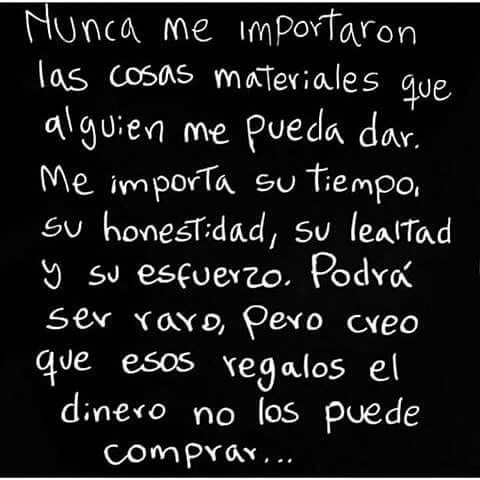 Nunca me importaron
las cosas materiales que
alguien me pueda dar.
Me importa su tiempo,
su honestidad, su lealtad
y su esfuerzo. Podrá
ser raro, pero creo
que esos regalos el
dinero no los puede
comprar...